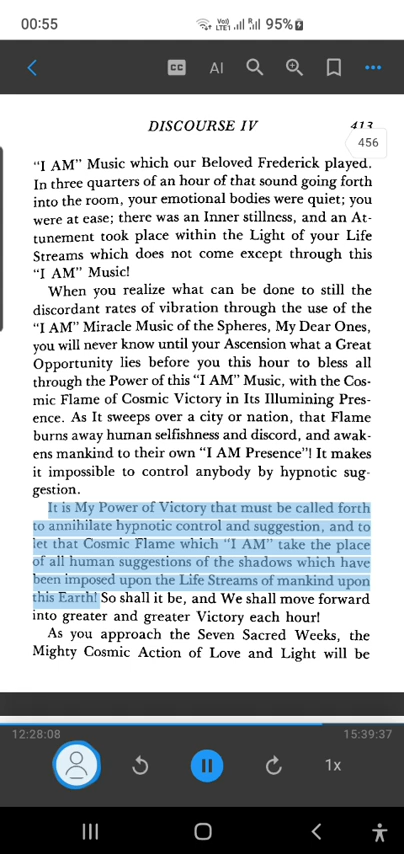 00:55
Vo))
LTE1
R
95%
CC
AI
DISCOURSE IV
413
456
“I AM” Music which our Beloved Frederick played.
In three quarters of an hour of that sound going forth
into the room, your emotional bodies were quiet; you
were at ease; there was an Inner stillness, and an At-
tunement took place within the Light of your Life
Streams which does not come except through this
“I AM” Music!
When you realize what can be done to still the
discordant rates of vibration through the use of the
“I AM” Miracle Music of the Spheres, My Dear Ones,
you will never know until your Ascension what a Great
Opportunity lies before you this hour to bless all
through the Power of this “I AM” Music, with the Cos-
mic Flame of Cosmic Victory in Its Illumining Pres-
ence. As It sweeps over a city or nation, that Flame
burns away human selfishness and discord, and awak-
ens mankind to their own “I AM Presence”! It makes
it impossible to control anybody by hypnotic sug-
gestion.
It is My Power of Victory that must be called forth
to annihilate hypnotic control and suggestion, and to
let that Cosmic Flame which “I AM” take the place
of all human suggestions of the shadows which have
been imposed upon the Life Streams of mankind upon
this Earth! So shall it be, and We shall move forward
into greater and greater Victory each hour!
As you approach the Seven Sacred Weeks, the
Mighty Cosmic Action of Love and Light will be
12:28:08
15:39:37
1x